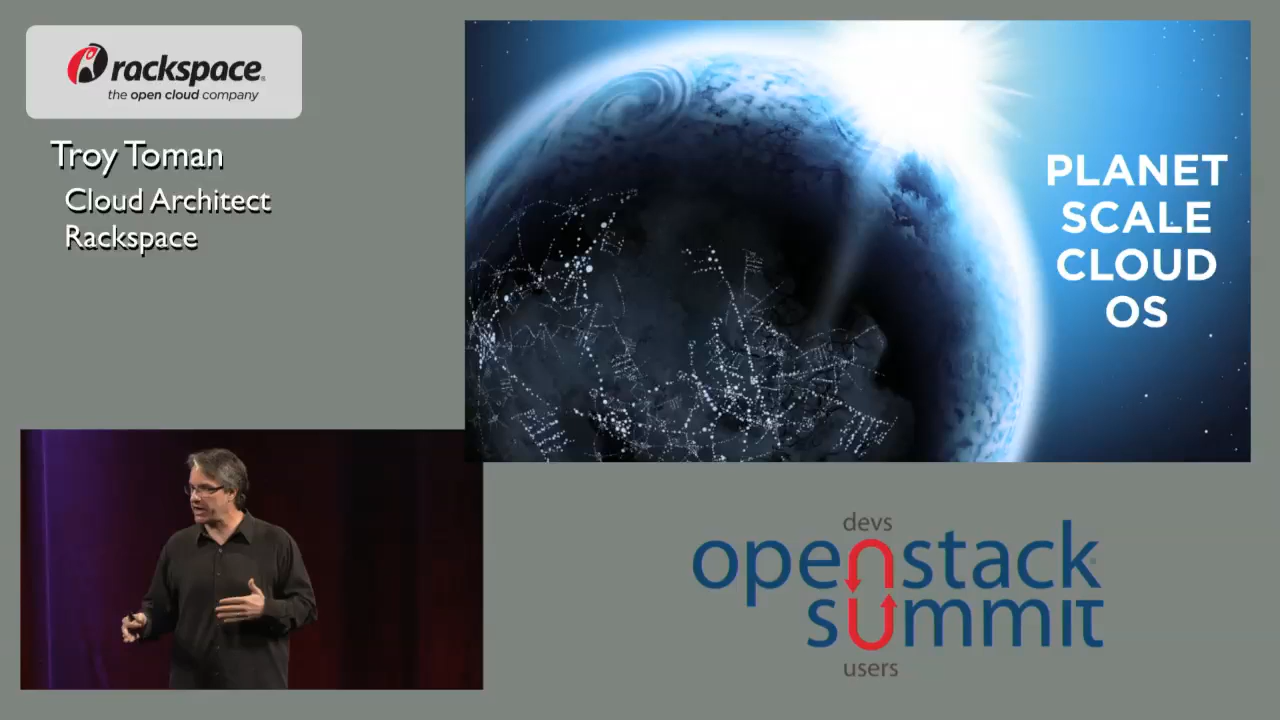 rackspace®
the open cloud company
Troy Toman
Cloud Architect
Rackspace
PLANET
SCALE
CLOUD
OS
devs
openstack®
summit
users